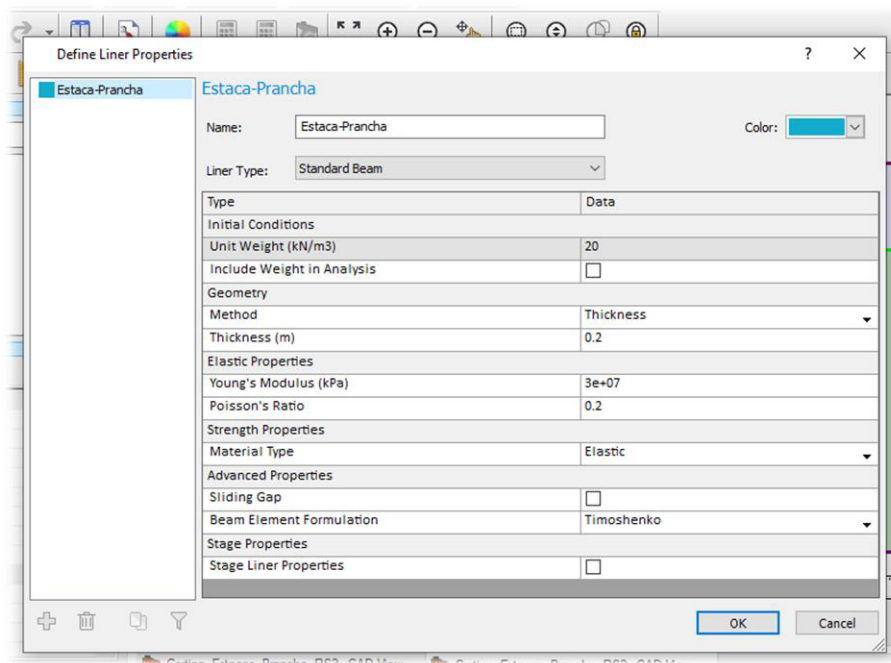 Define Liner Properties ? ×
Estaca-Prancha
Estaca-Prancha
Name: Estaca-Prancha Color:
Liner Type: Standard Beam
Type Data
Initial Conditions
Unit Weight (kN/m3) 20
Include Weight in Analysis
Geometry
Method Thickness
Thickness (m) 0.2
Elastic Properties
Young's Modulus (kPa) 3e+07
Poisson's Ratio 0.2
Strength Properties
Material Type Elastic
Advanced Properties
Sliding Gap
Beam Element Formulation Timoshenko
Stage Properties
Stage Liner Properties
OK Cancel